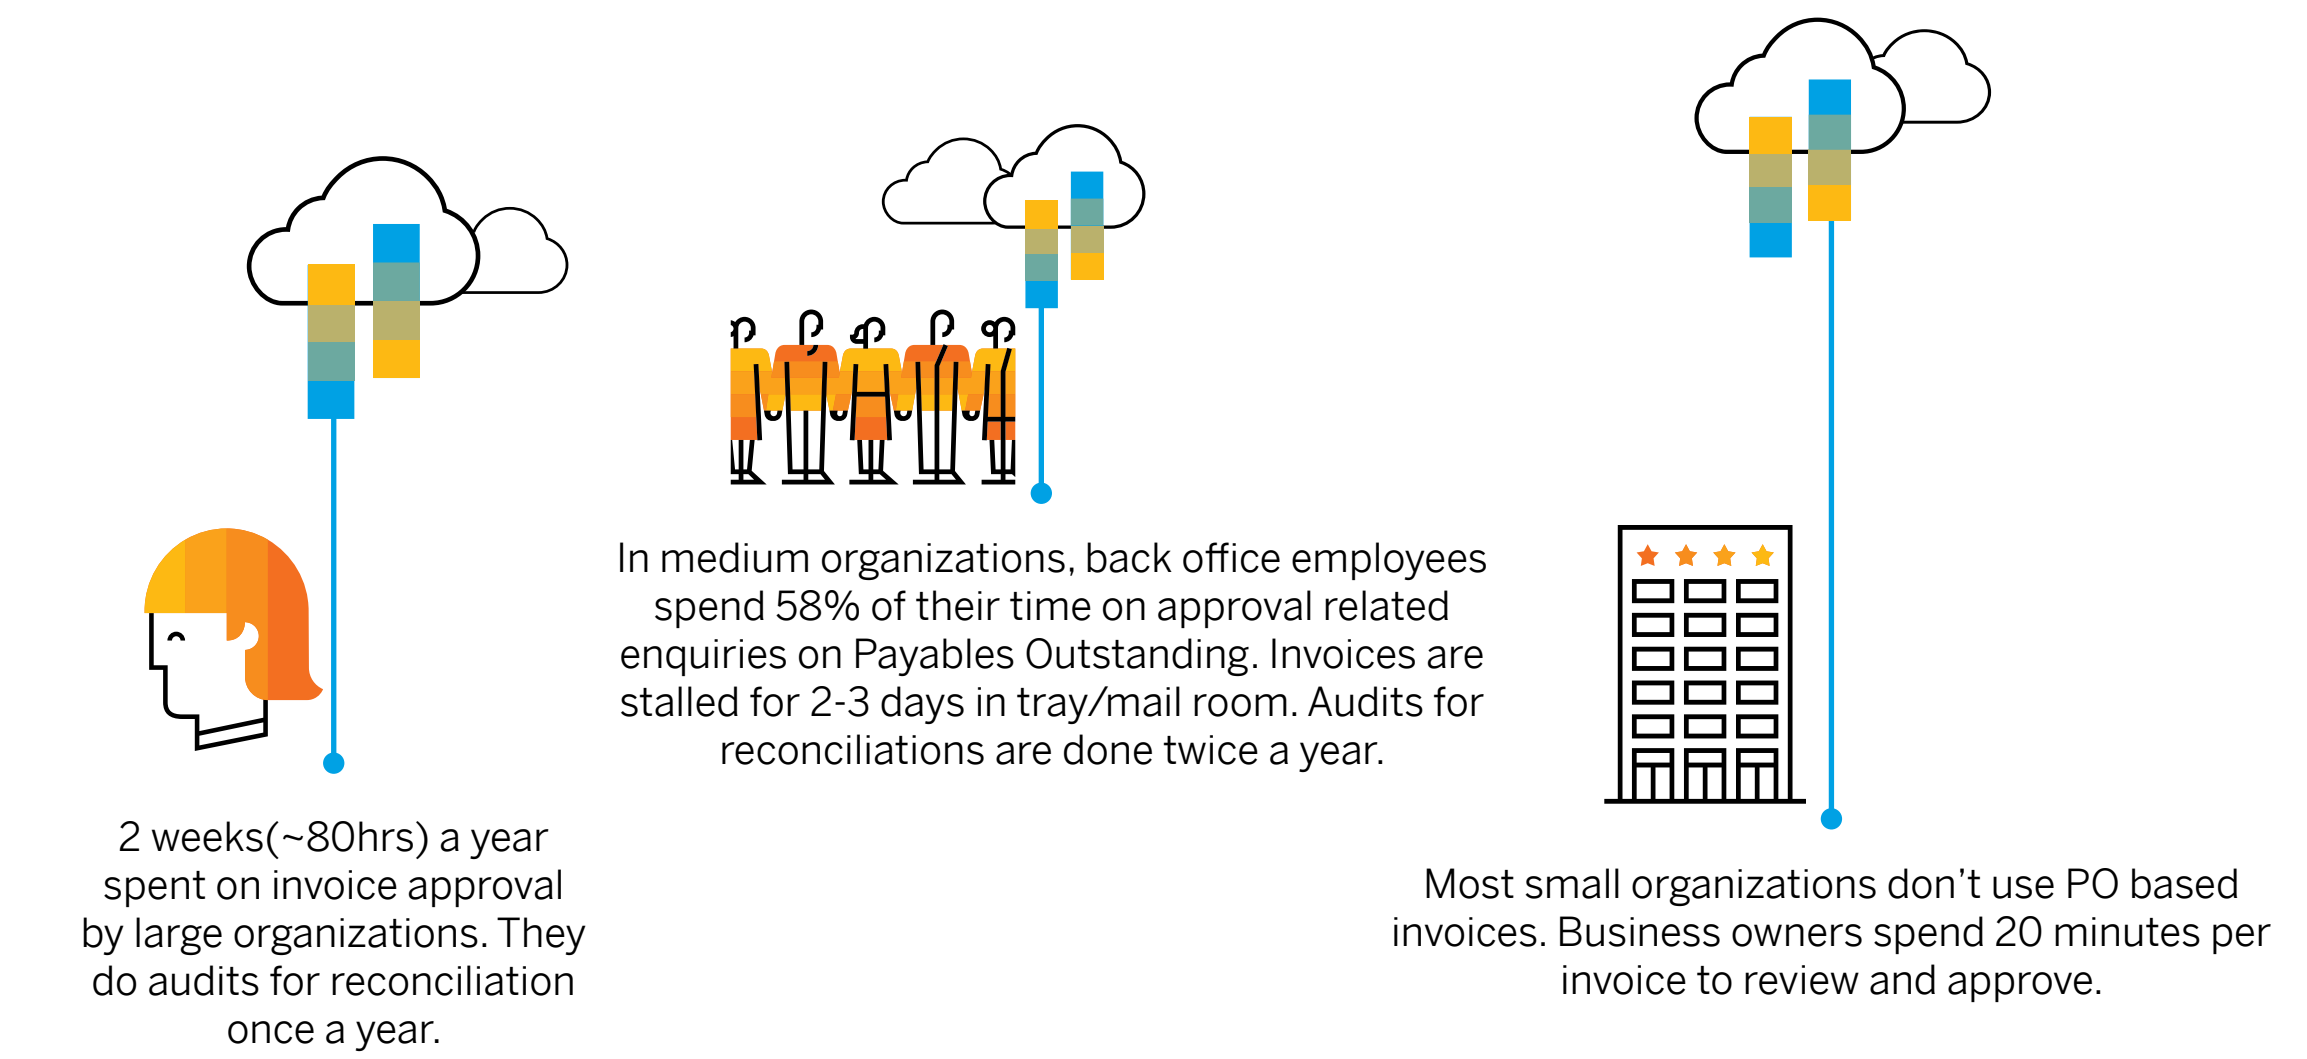 2 weeks(~80hrs) a year
spent on invoice approval
by large organizations. They
do audits for reconciliation
once a year.
In medium organizations, back office employees
spend 58% of their time on approval related
enquiries on Payables Outstanding. Invoices are
stalled for 2-3 days in tray/mail room. Audits for
reconciliations are done twice a year.
Most small organizations don’t use PO based
invoices. Business owners spend 20 minutes per
invoice to review and approve.